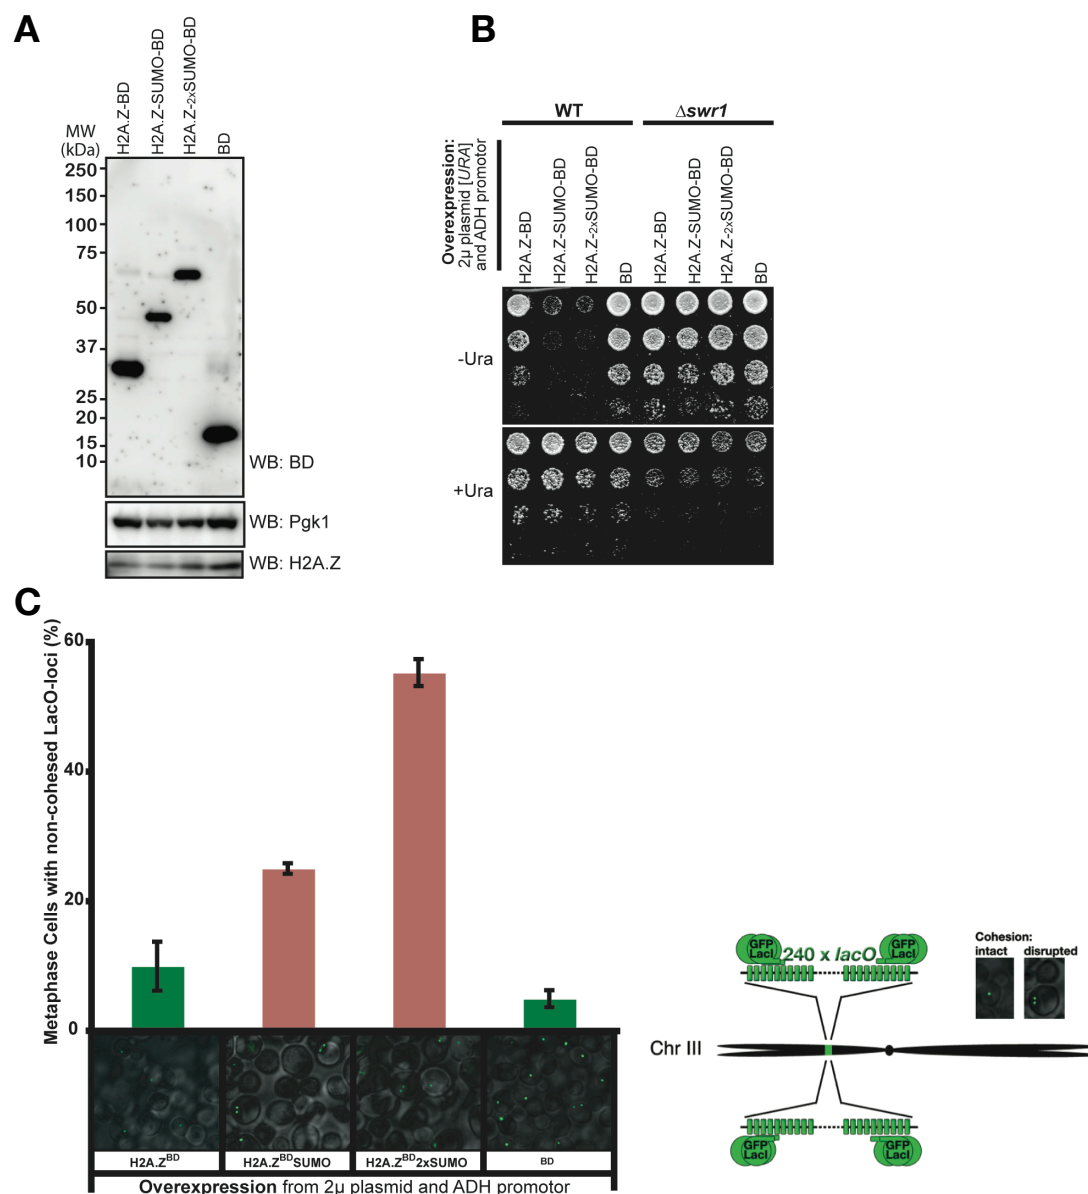 A
H2A.Z-BD
H2A.Z-SUMO-BD
H2A.Z-2xSUMO-BD
BD
MW
(kDa)
250
150
100
75
50
37
25
20
15
10
WB: BD
WB: Pgk1
WB: H2A.Z
B
WT
Δswr1
Overexpression:
2µ plasmid [URA]
and ADH promotor
H2A.Z-BD
H2A.Z-SUMO-BD
H2A.Z-2xSUMO-BD
BD
H2A.Z-BD
H2A.Z-SUMO-BD
H2A.Z-2xSUMO-BD
BD
-Ura
+Ura
C
Metaphase Cells with non-cohesed LacO-loci (%)
60
40
20
0
H2A.Z^BD
H2A.Z^BD SUMO
H2A.Z^BD 2xSUMO
BD
Overexpression from 2µ plasmid and ADH promotor
GFP
LacI
240 x lacO
GFP
LacI
Cohesion:
intact
disrupted
Chr III
GFP
LacI
GFP
LacI